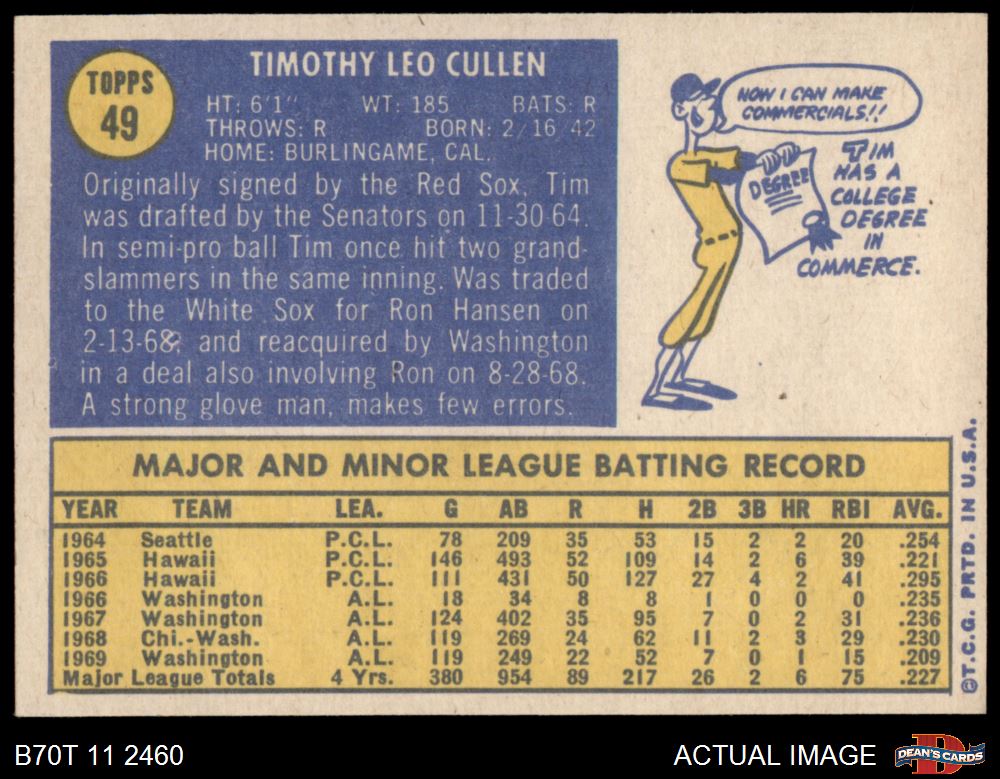 TOPPS
49
TIMOTHY LEO CULLEN
HT: 6'1" WT: 185 BATS: R
THROWS: R BORN: 2/16/42
HOME: BURLINGAME, CAL.
Originally signed by the Red Sox, Tim
was drafted by the Senators on 11-30-64.
In semi-pro ball Tim once hit two grand-
slammers in the same inning. Was traded
to the White Sox for Ron Hansen on
2-13-68, and reacquired by Washington
in a deal also involving Ron on 8-28-68.
A strong glove man, makes few errors.
NOW I CAN MAKE
COMMERCIALS!!
DEGREE
TIM
HAS A
COLLEGE
DEGREE
IN
COMMERCE.
MAJOR AND MINOR LEAGUE BATTING RECORD
YEAR TEAM LEA. G AB R H 2B 3B HR RBI AVG.
1964 Seattle P.C.L. 78 209 35 53 15 2 2 20 .254
1965 Hawaii P.C.L. 146 493 52 109 14 2 6 39 .221
1966 Hawaii P.C.L. 111 431 50 127 27 4 2 41 .295
1966 Washington A.L. 18 34 8 8 1 0 0 0 .235
1967 Washington A.L. 124 402 35 95 7 0 2 31 .236
1968 Chi.-Wash. A.L. 119 269 24 62 11 2 3 29 .230
1969 Washington A.L. 119 249 22 52 7 0 1 15 .209
Major League Totals 4 Yrs. 380 954 89 217 26 2 6 75 .227
©T.C.G. PRTD. IN U.S.A.
B70T 11 2460
ACTUAL IMAGE
DEAN'S CARDS